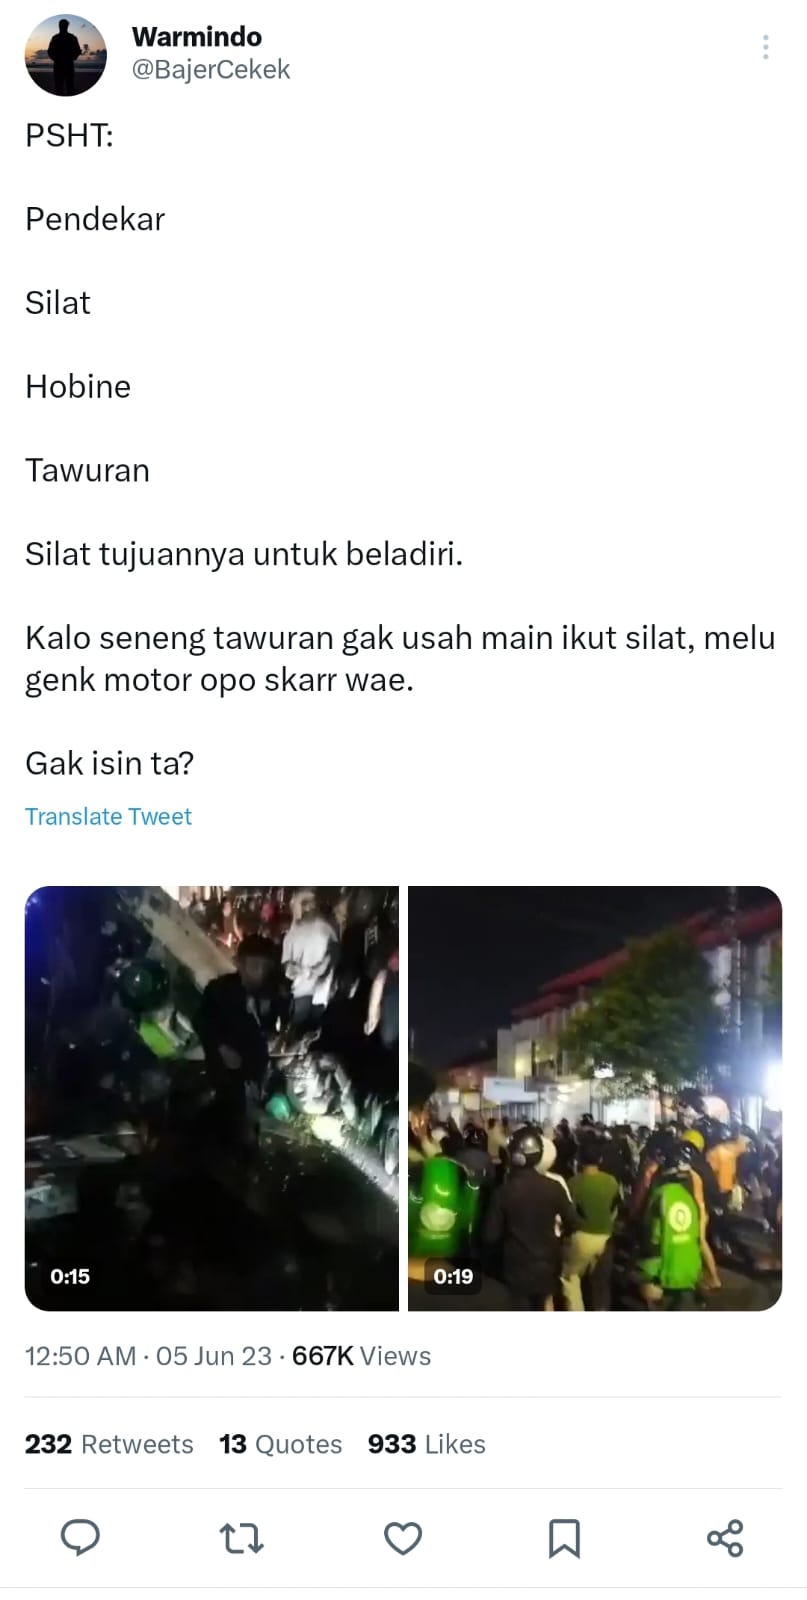 Warmindo
@BajerCekek
PSHT:
Pendekar
Silat
Hobine
Tawuran
Silat tujuannya untuk beladiri.
Kalo seneng tawuran gak usah main ikut silat, melu
genk motor opo skarr wae.
Gak isin ta?
Translate Tweet
0:15
0:19
12:50 AM · 05 Jun 23 · 667K Views
232 Retweets 13 Quotes 933 Likes